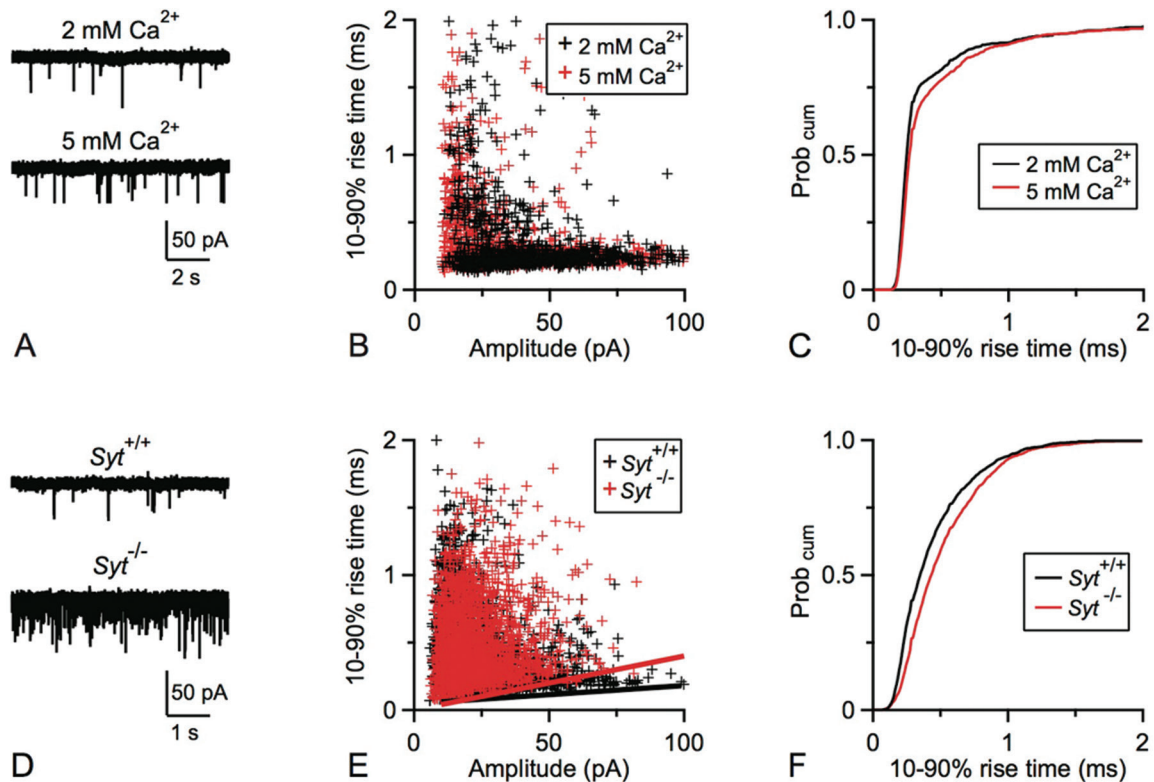 2 mM Ca²⁺
5 mM Ca²⁺
50 pA
2 s
A
10-90% rise time (ms)
2
1
0
0
50
100
Amplitude (pA)
2 mM Ca²⁺
5 mM Ca²⁺
B
Prob cum
1.0
0.5
0
0
1
2
10-90% rise time (ms)
2 mM Ca²⁺
5 mM Ca²⁺
C
Syt⁺/⁺
Syt⁻/⁻
50 pA
1 s
D
10-90% rise time (ms)
2
1
0
0
50
100
Amplitude (pA)
Syt⁺/⁺
Syt⁻/⁻
E
Prob cum
1.0
0.5
0
0
1
2
10-90% rise time (ms)
Syt⁺/⁺
Syt⁻/⁻
F